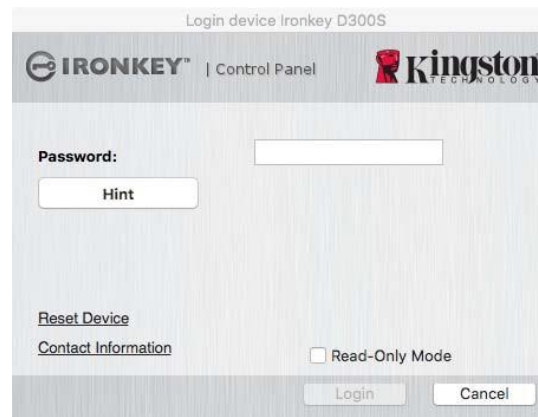 Login device Ironkey D300S
IRONKEY™ | Control Panel
Kingston
TECHNOLOGY
Password:
Hint
Reset Device
Contact Information
Read-Only Mode
Login
Cancel